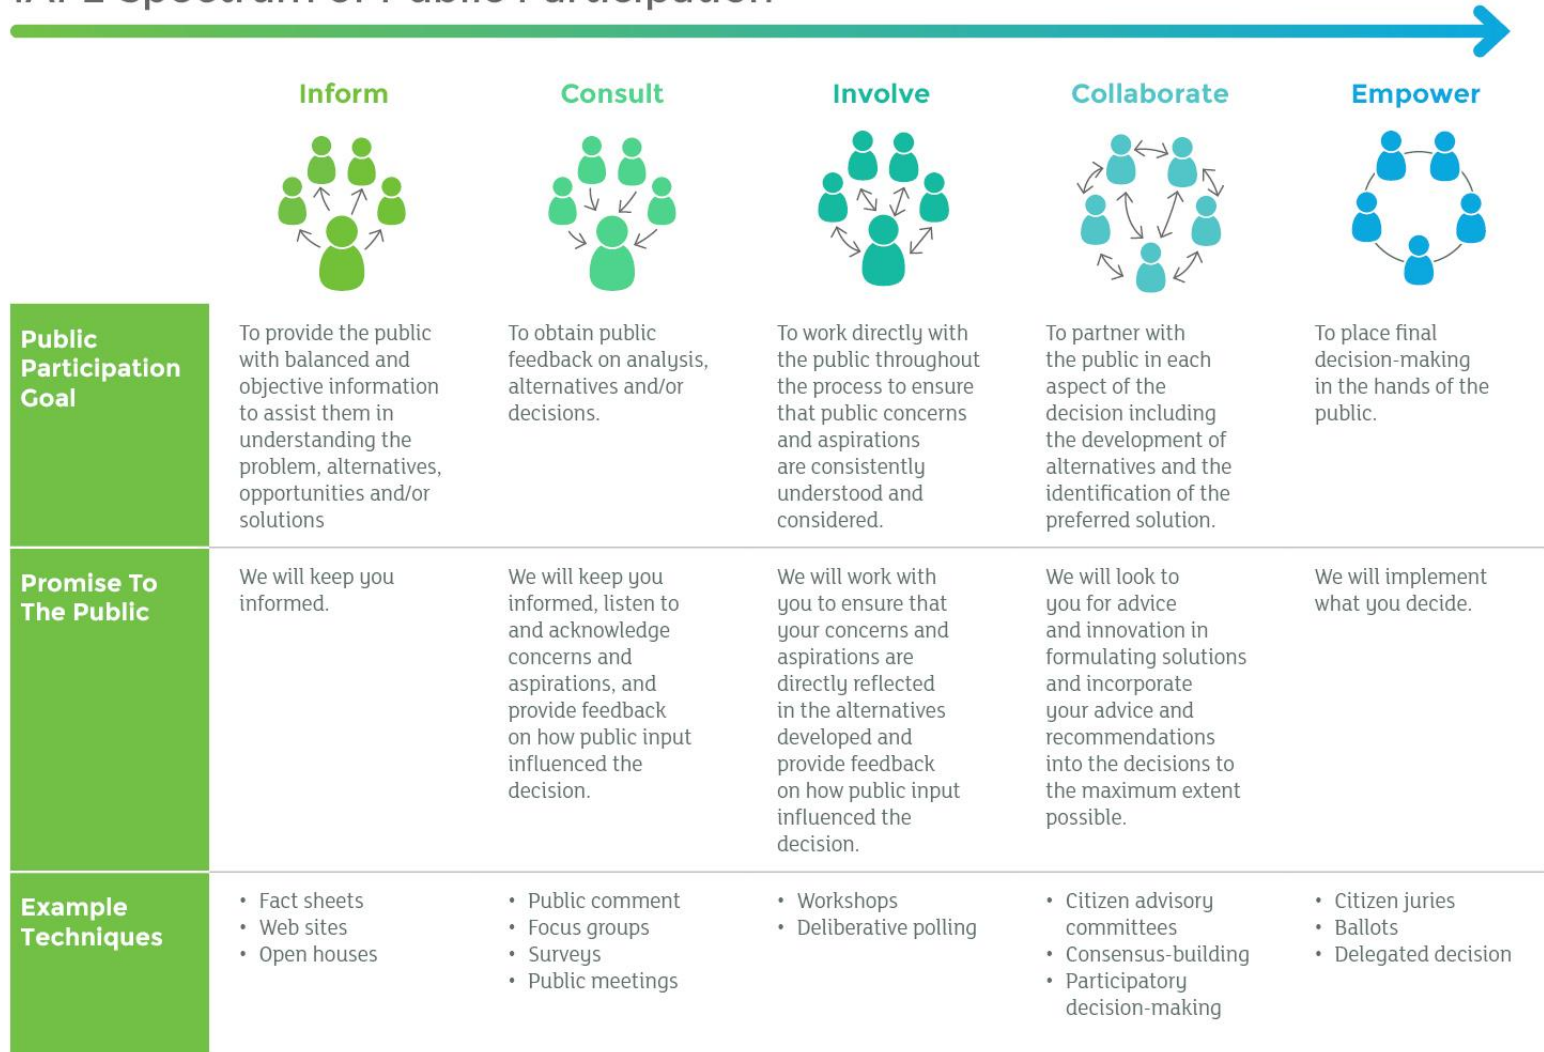 IAP2 Spectrum of Public Participation
Inform
Consult
Involve
Collaborate
Empower
Public
Participation
Goal
To provide the public
with balanced and
objective information
to assist them in
understanding the
problem, alternatives,
opportunities and/or
solutions
To obtain public
feedback on analysis,
alternatives and/or
decisions.
To work directly with
the public throughout
the process to ensure
that public concerns
and aspirations
are consistently
understood and
considered.
To partner with
the public in each
aspect of the
decision including
the development of
alternatives and the
identification of the
preferred solution.
To place final
decision-making
in the hands of the
public.
Promise To
The Public
We will keep you
informed.
We will keep you
informed, listen to
and acknowledge
concerns and
aspirations, and
provide feedback
on how public input
influenced the
decision.
We will work with
you to ensure that
your concerns and
aspirations are
directly reflected
in the alternatives
developed and
provide feedback
on how public input
influenced the
decision.
We will look to
you for advice
and innovation in
formulating solutions
and incorporate
your advice and
recommendations
into the decisions to
the maximum extent
possible.
We will implement
what you decide.
Example
Techniques
• Fact sheets
• Web sites
• Open houses
• Public comment
• Focus groups
• Surveys
• Public meetings
• Workshops
• Deliberative polling
• Citizen advisory
committees
• Consensus-building
• Participatory
decision-making
• Citizen juries
• Ballots
• Delegated decision